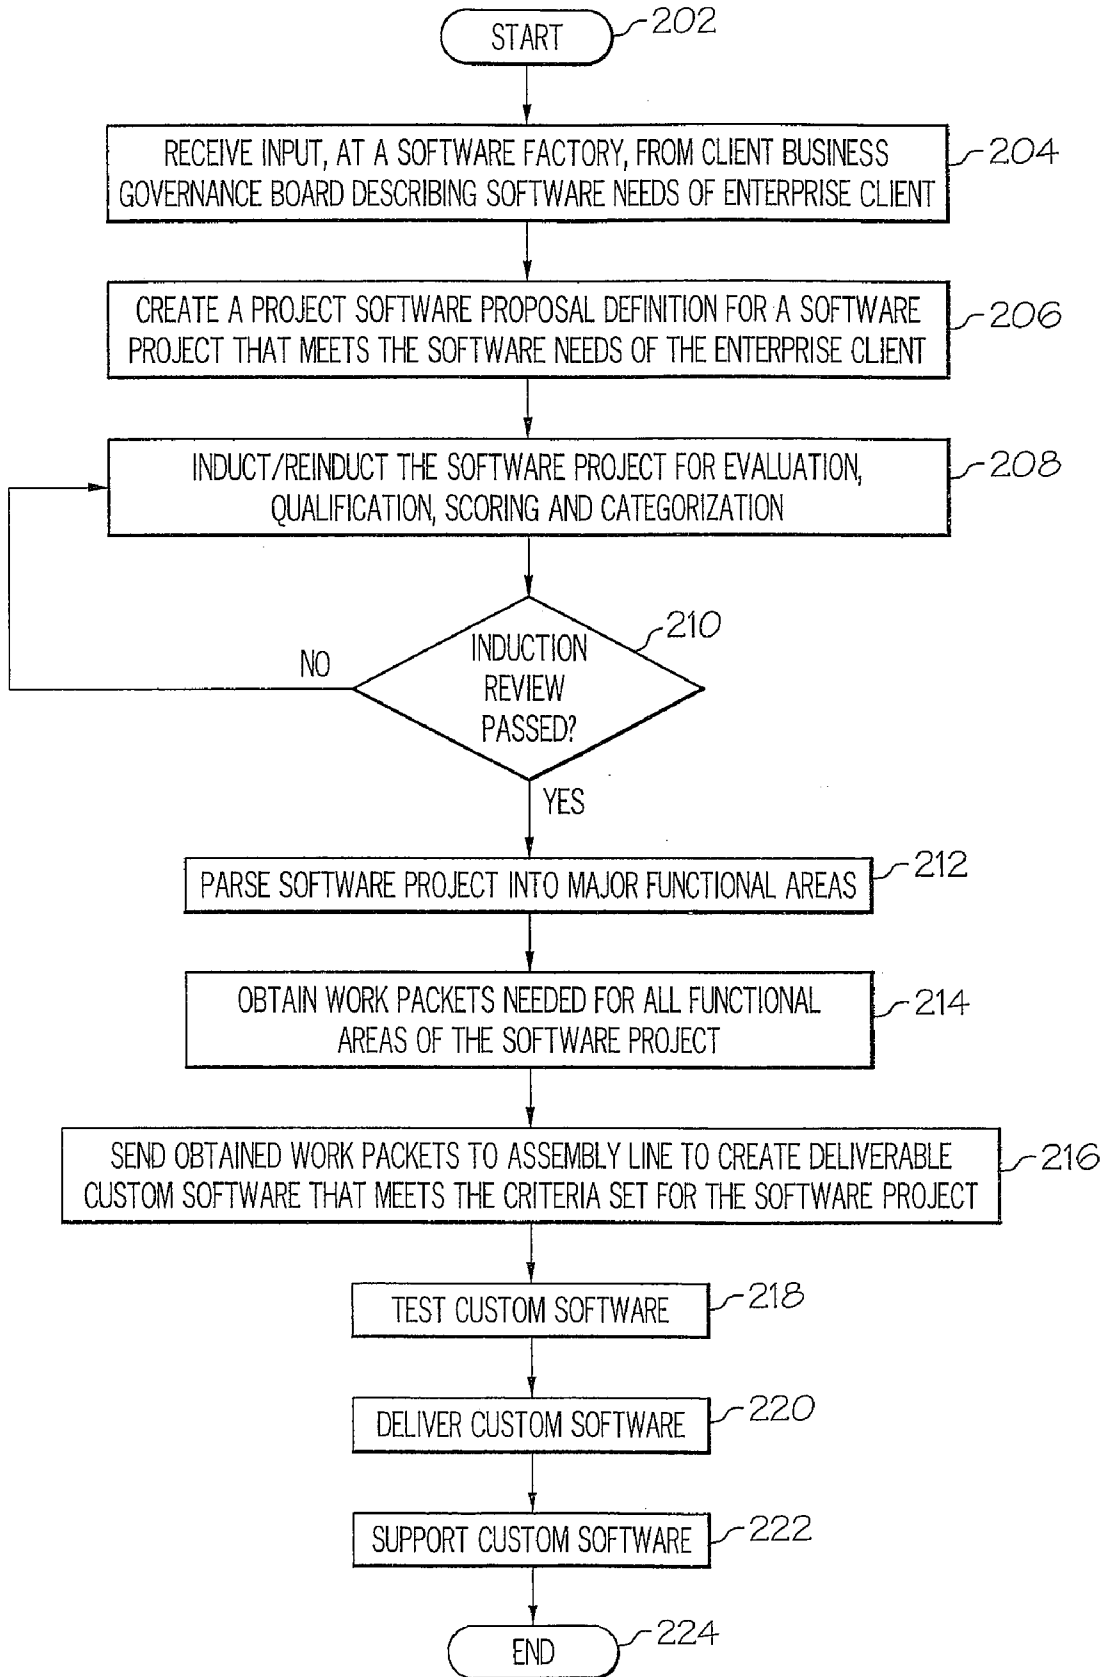 START
202
RECEIVE INPUT, AT A SOFTWARE FACTORY, FROM CLIENT BUSINESS
GOVERNANCE BOARD DESCRIBING SOFTWARE NEEDS OF ENTERPRISE CLIENT
204
CREATE A PROJECT SOFTWARE PROPOSAL DEFINITION FOR A SOFTWARE
PROJECT THAT MEETS THE SOFTWARE NEEDS OF THE ENTERPRISE CLIENT
206
INDUCT/REINDUCT THE SOFTWARE PROJECT FOR EVALUATION,
QUALIFICATION, SCORING AND CATEGORIZATION
208
INDUCTION
REVIEW
PASSED?
210
NO
YES
PARSE SOFTWARE PROJECT INTO MAJOR FUNCTIONAL AREAS
212
OBTAIN WORK PACKETS NEEDED FOR ALL FUNCTIONAL
AREAS OF THE SOFTWARE PROJECT
214
SEND OBTAINED WORK PACKETS TO ASSEMBLY LINE TO CREATE DELIVERABLE
CUSTOM SOFTWARE THAT MEETS THE CRITERIA SET FOR THE SOFTWARE PROJECT
216
TEST CUSTOM SOFTWARE
218
DELIVER CUSTOM SOFTWARE
220
SUPPORT CUSTOM SOFTWARE
222
END
224